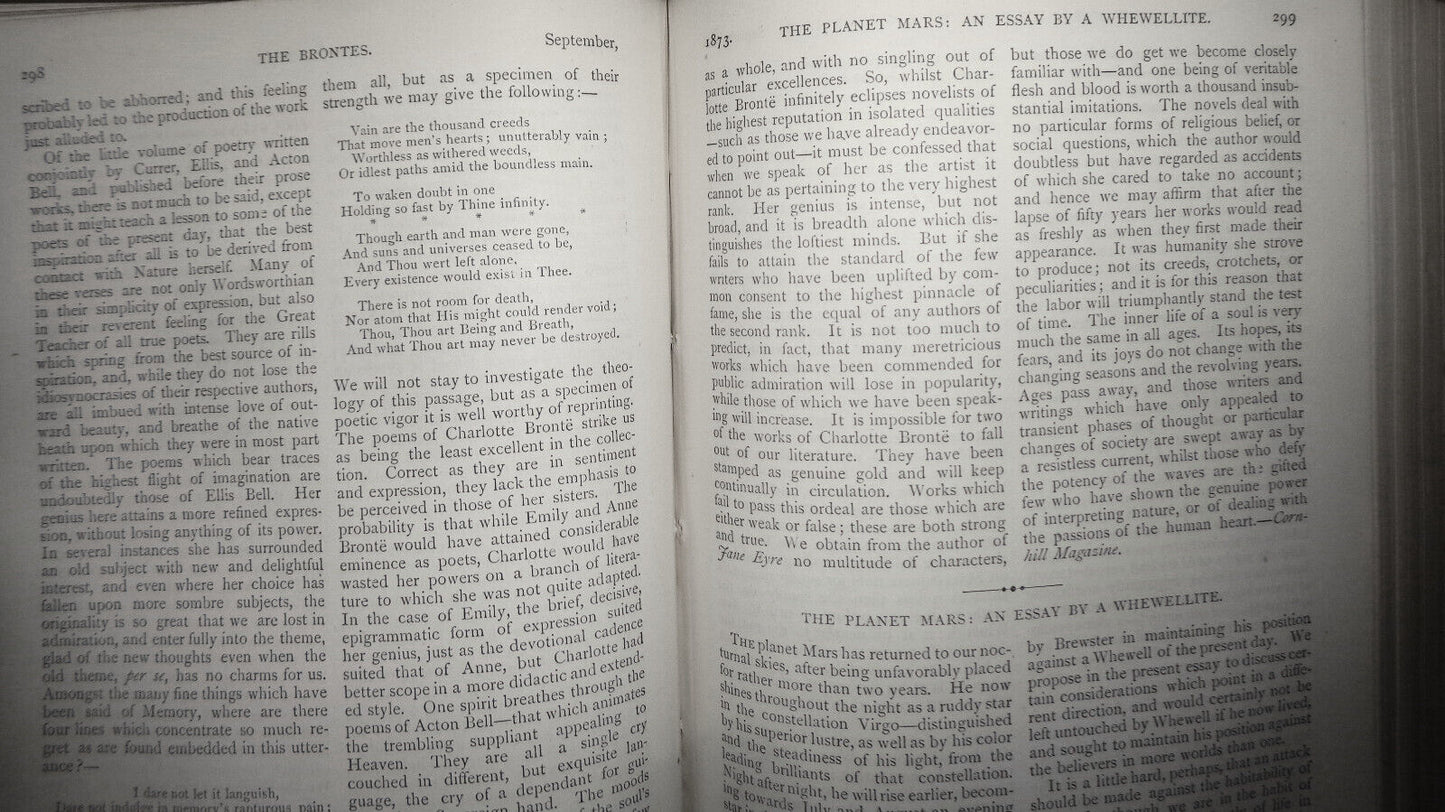 298
THE BRONTES.
September,
scribed to be abhorred; and this feeling
probably led to the production of the work
just alluded to.
Of the little volume of poetry written
conjointly by Currer, Ellis, and Acton
Bell, and published before their prose
works, there is not much to be said, except
that it might teach a lesson to some of the
poets of the present day, that the best
inspiration after all is to be derived from
contact with Nature herself. Many of
these verses are not only Wordsworthian
in their simplicity of expression, but also
in their reverent feeling for the Great
Teacher of all true poets. They are rills
which spring from the best source of in-
spiration, and, while they do not lose the
idiosyncrasies of their respective authors,
are all imbued with intense love of out-
ward beauty, and breathe of the native
heath upon which they were in most part
written. The poems which bear traces
of the highest flight of imagination are
undoubtedly those of Ellis Bell. Her
genius here attains a more refined expres-
sion, without losing anything of its power.
In several instances she has surrounded
an old subject with new and delightful
interest, and even where her choice has
fallen upon more sombre subjects, the
originality is so great that we are lost in
admiration, and enter fully into the theme,
glad of the new thoughts even when the
old theme, per se, has no charms for us.
Amongst the many fine things which have
been said of Memory, where are there
four lines which concentrate so much re-
gret as are found embedded in this utter-
ance?—
I dare not let it languish,
Dare not indulge in memory's rapturous pain;
them all, but as a specimen of their
strength we may give the following:—
Vain are the thousand creeds
That move men's hearts; unutterably vain;
Worthless as withered weeds,
Or idlest paths amid the boundless main.
To waken doubt in one
Holding so fast by Thine infinity.
* * * * *
Though earth and man were gone,
And suns and universes ceased to be,
And Thou wert left alone,
Every existence would exist in Thee.
There is not room for death,
Nor atom that His might could render void;
Thou, Thou art Being and Breath,
And what Thou art may never be destroyed.
We will not stay to investigate the theo-
logy of this passage, but as a specimen of
poetic vigor it is well worthy of reprinting.
The poems of Charlotte Brontë strike us
as being the least excellent in the collec-
tion. Correct as they are in sentiment
and expression, they lack the emphasis to
be perceived in those of her sisters. The
probability is that while Emily and Anne
Brontë would have attained considerable
eminence as poets, Charlotte would have
wasted her powers on a branch of litera-
ture to which she was not quite adapted.
In the case of Emily, the brief, decisive,
epigrammatic form of expression suited
her genius, just as the devotional cadence
suited that of Anne, but Charlotte had
better scope in a more didactic and extend-
ed style. One spirit breathes through the
poems of Acton Bell—that which animates
the trembling suppliant appealing to
Heaven. They are all a single cry
couched in different, but exquisite lan-
guage, the cry of a dependant for gui-
hand. The moods
of the soul's
1873.
THE PLANET MARS: AN ESSAY BY A WHEWELLITE.
299
as a whole, and with no singling out of
particular excellences. So, whilst Char-
lotte Brontë infinitely eclipses novelists of
the highest reputation in isolated qualities
—such as those we have already endeavor-
ed to point out—it must be confessed that
when we speak of her as the artist it
cannot be as pertaining to the very highest
rank. Her genius is intense, but not
broad, and it is breadth alone which dis-
tinguishes the loftiest minds. But if she
fails to attain the standard of the few
writers who have been uplifted by com-
mon consent to the highest pinnacle of
fame, she is the equal of any authors of
the second rank. It is not too much to
predict, in fact, that many meretricious
works which have been commended for
public admiration will lose in popularity,
while those of which we have been speak-
ing will increase. It is impossible for two
of the works of Charlotte Brontë to fall
out of our literature. They have been
stamped as genuine gold and will keep
continually in circulation. Works which
fail to pass this ordeal are those which are
either weak or false; these are both strong
and true. We obtain from the author of
Jane Eyre no multitude of characters,
but those we do get we become closely
familiar with—and one being of veritable
flesh and blood is worth a thousand insub-
stantial imitations. The novels deal with
no particular forms of religious belief, or
social questions, which the author would
doubtless but have regarded as accidents
of which she cared to take no account;
and hence we may affirm that after the
lapse of fifty years her works would read
as freshly as when they first made their
appearance. It was humanity she strove
to produce; not its creeds, crotchets, or
peculiarities; and it is for this reason that
the labor will triumphantly stand the test
of time. The inner life of a soul is very
much the same in all ages. Its hopes, its
fears, and its joys do not change with the
changing seasons and the revolving years.
Ages pass away, and those writers and
writings which have only appealed to
transient phases of thought or particular
changes of society are swept away as by
a resistless current, whilst those who defy
the potency of the waves are the gifted
few who have shown the genuine power
of interpreting nature, or of dealing with
the passions of the human heart.—Corn-
hill Magazine.
THE PLANET MARS: AN ESSAY BY A WHEWELLITE.
THE planet Mars has returned to our noc-
turnal skies, after being unfavorably placed
for rather more than two years. He now
shines throughout the night as a ruddy star
in the constellation Virgo—distinguished
by his superior lustre, as well as by his color
and the steadiness of his light, from the
leading brilliants of that constellation.
Night after night, he will rise earlier, becom-
ing towards July and August an evening
by Brewster in maintaining his position
against a Whewell of the present day. We
propose in the present essay to discuss cer-
tain considerations which point in a diffe-
rent direction, and would certainly not be
left untouched by Whewell if he now lived,
and sought to maintain his position against
the believers in more worlds than one.
It is a little hard, perhaps, that an attack
should be made against the habitability of
we are in the habit of
of life in